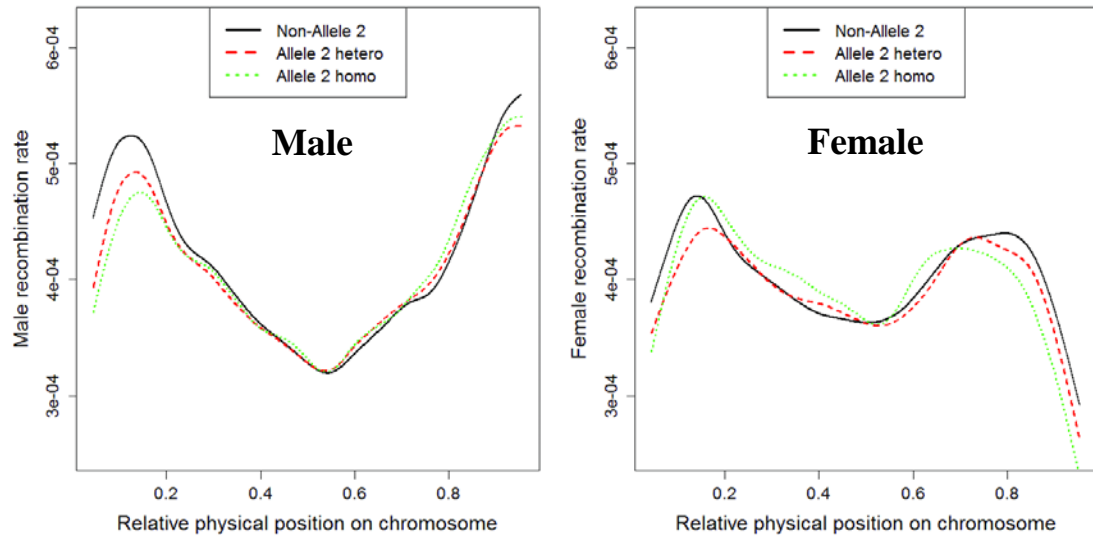 Non-Allele 2
Allele 2 hetero
Allele 2 homo
Male
Male recombination rate
6e-04
5e-04
4e-04
3e-04
0.2 0.4 0.6 0.8
Relative physical position on chromosome
Non-Allele 2
Allele 2 hetero
Allele 2 homo
Female
Female recombination rate
6e-04
5e-04
4e-04
3e-04
0.2 0.4 0.6 0.8
Relative physical position on chromosome